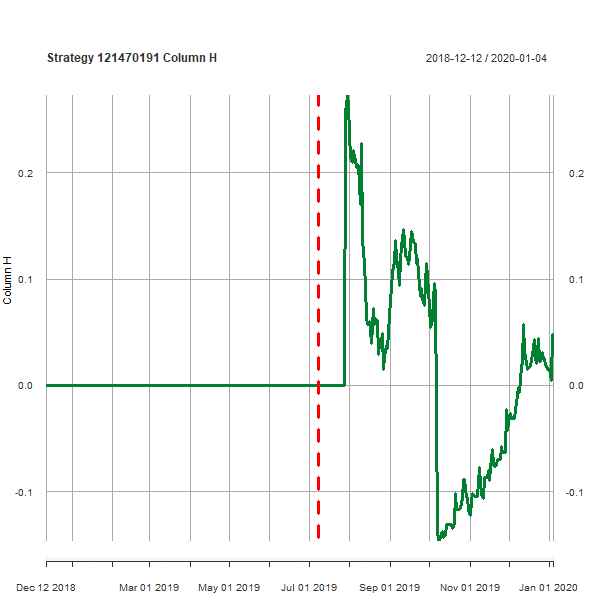 Strategy 121470191 Column H
2018-12-12 / 2020-01-04
Column H
0.2
0.1
0.0
-0.1
0.2
0.1
0.0
-0.1
Dec 12 2018
Mar 01 2019
May 01 2019
Jul 01 2019
Sep 01 2019
Nov 01 2019
Jan 01 2020